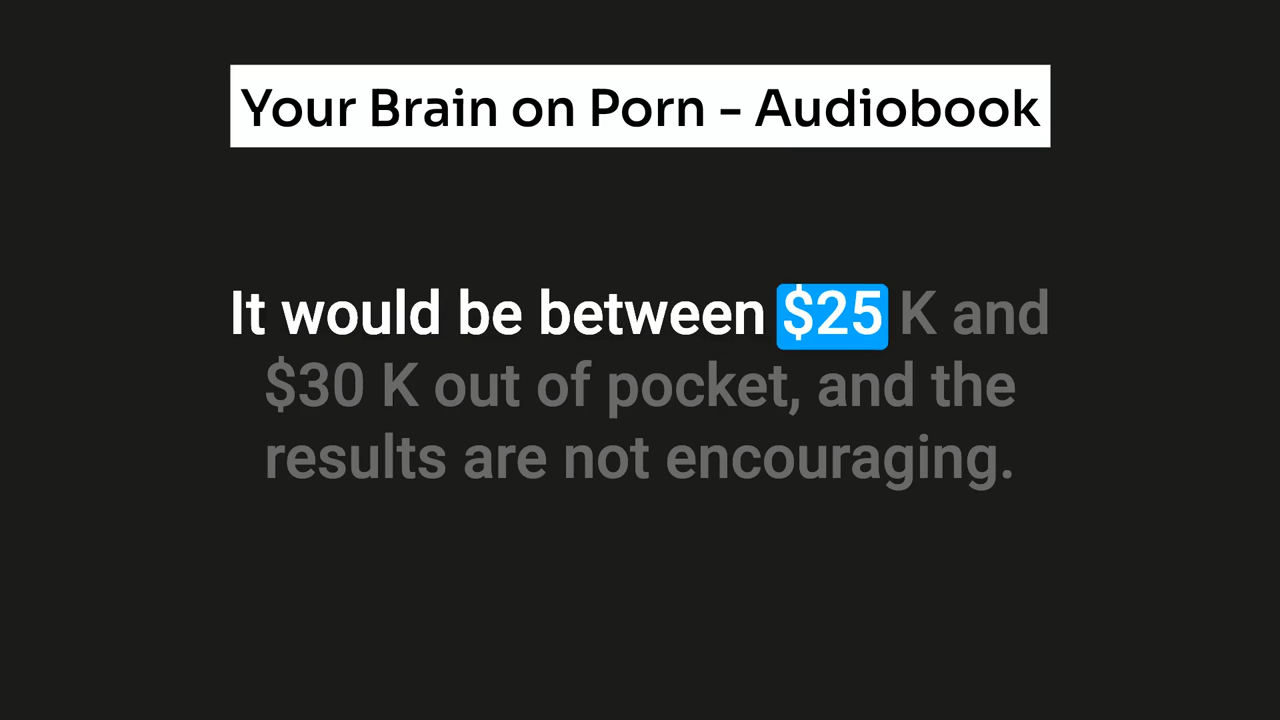 Your Brain on Porn - Audiobook
It would be between $25 K and
$30 K out of pocket, and the
results are not encouraging.